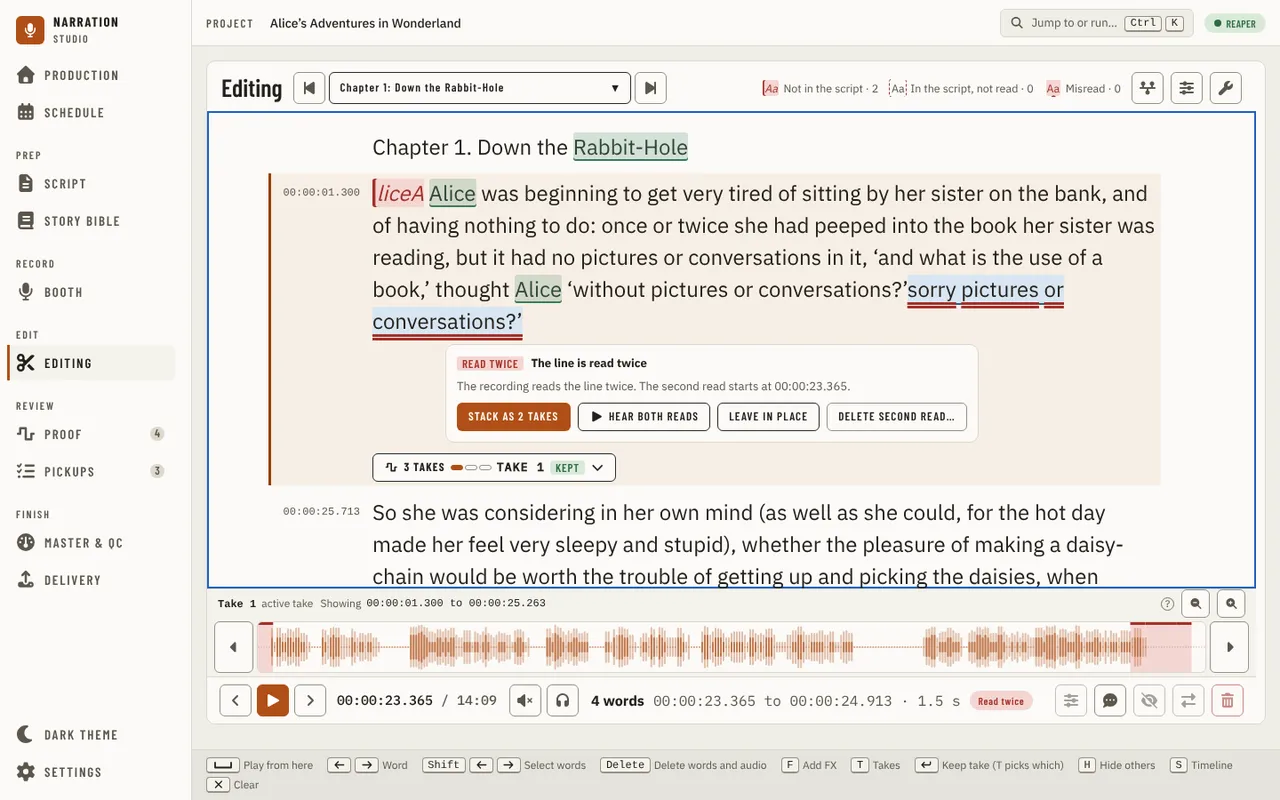 NARRATION
STUDIO
PRODUCTION
SCHEDULE
PREP
SCRIPT
STORY BIBLE
RECORD
BOOTH
EDIT
EDITING
REVIEW
PROOF 4
PICKUPS 3
FINISH
MASTER & QC
DELIVERY
DARK THEME
SETTINGS
PROJECT Alice's Adventures in Wonderland
Jump to or run... Ctrl K
REAPER
Editing
Chapter 1: Down the Rabbit-Hole ▼
Aa Not in the script · 2 Aa In the script, not read · 0 Aa Misread · 0
Chapter 1. Down the Rabbit-Hole
00:00:01.300 liceA Alice was beginning to get very tired of sitting by her sister on the bank, and
of having nothing to do: once or twice she had peeped into the book her sister was
reading, but it had no pictures or conversations in it, ‘and what is the use of a
book,’ thought Alice ‘without pictures or conversations?’sorry pictures or
conversations?’
READ TWICE The line is read twice
The recording reads the line twice. The second read starts at 00:00:23.365.
STACK AS 2 TAKES HEAR BOTH READS LEAVE IN PLACE DELETE SECOND READ...
3 TAKES TAKE 1 KEPT
00:00:25.713 So she was considering in her own mind (as well as she could, for the hot day
made her feel very sleepy and stupid), whether the pleasure of making a daisy-
chain would be worth the trouble of getting up and picking the daisies, when
Take 1 active take Showing 00:00:01.300 to 00:00:25.263 ?
00:00:23.365 / 14:09 4 words 00:00:23.365 to 00:00:24.913 · 1.5 s Read twice
Play from here ← → Word Shift ← → Select words Delete Delete words and audio F Add FX T Takes ↵ Keep take (T picks which) H Hide others S Timeline
✕ Clear